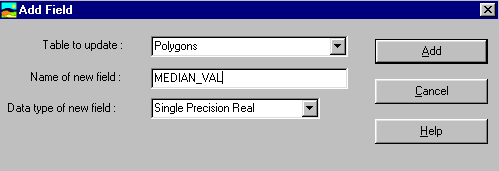 Add Field
Table to update : Polygons
Add
Name of new field : MEDIAN_VAL
Cancel
Data type of new field : Single Precision Real
Help